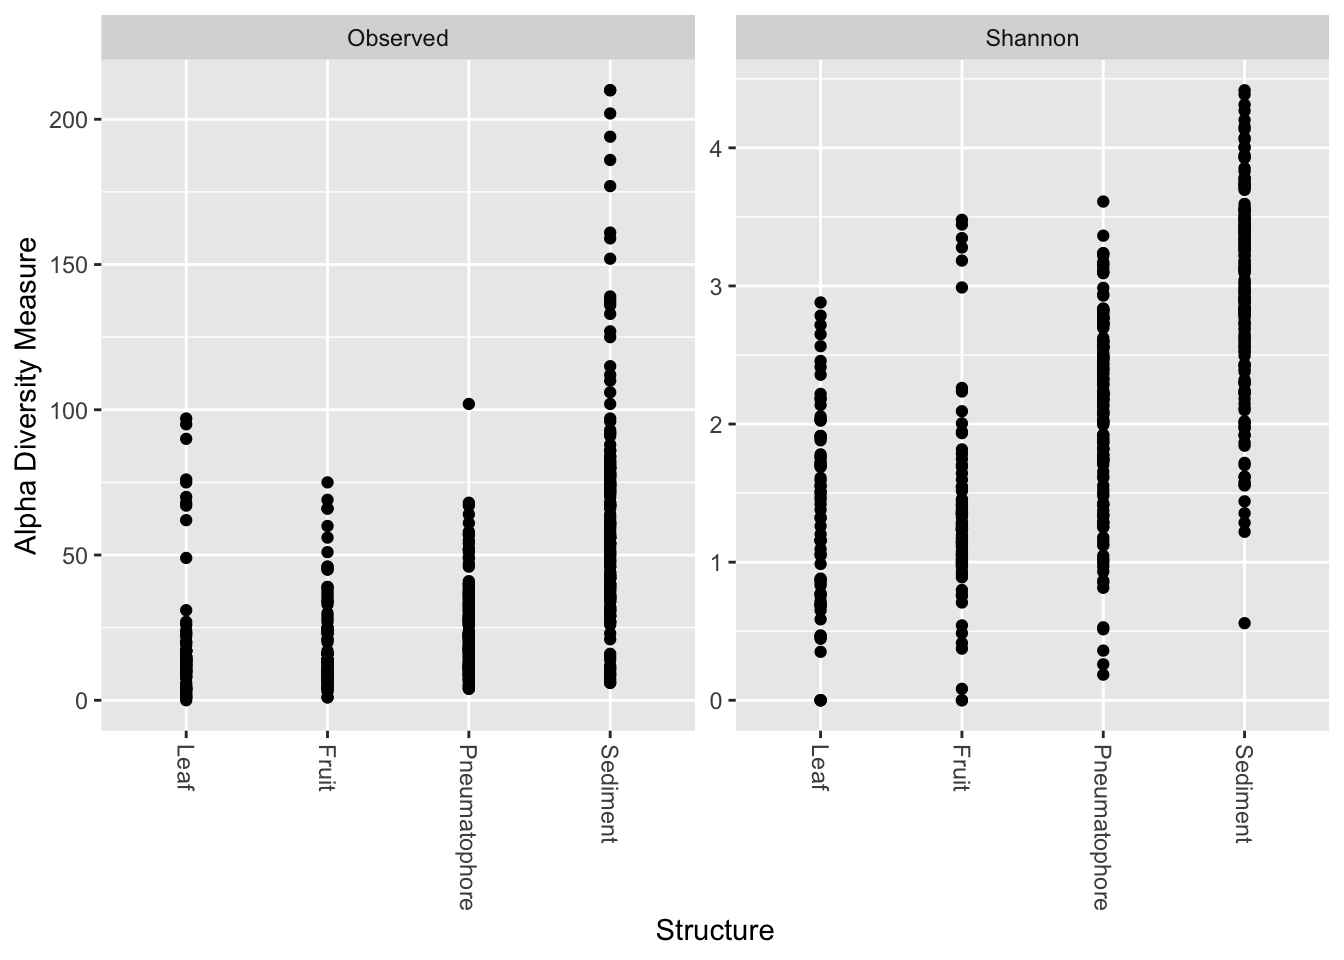 Observed
Shannon
Alpha Diversity Measure
200
150
100
50
0
4
3
2
1
0
Leaf
Fruit
Pneumatophore
Sediment
Leaf
Fruit
Pneumatophore
Sediment
Structure